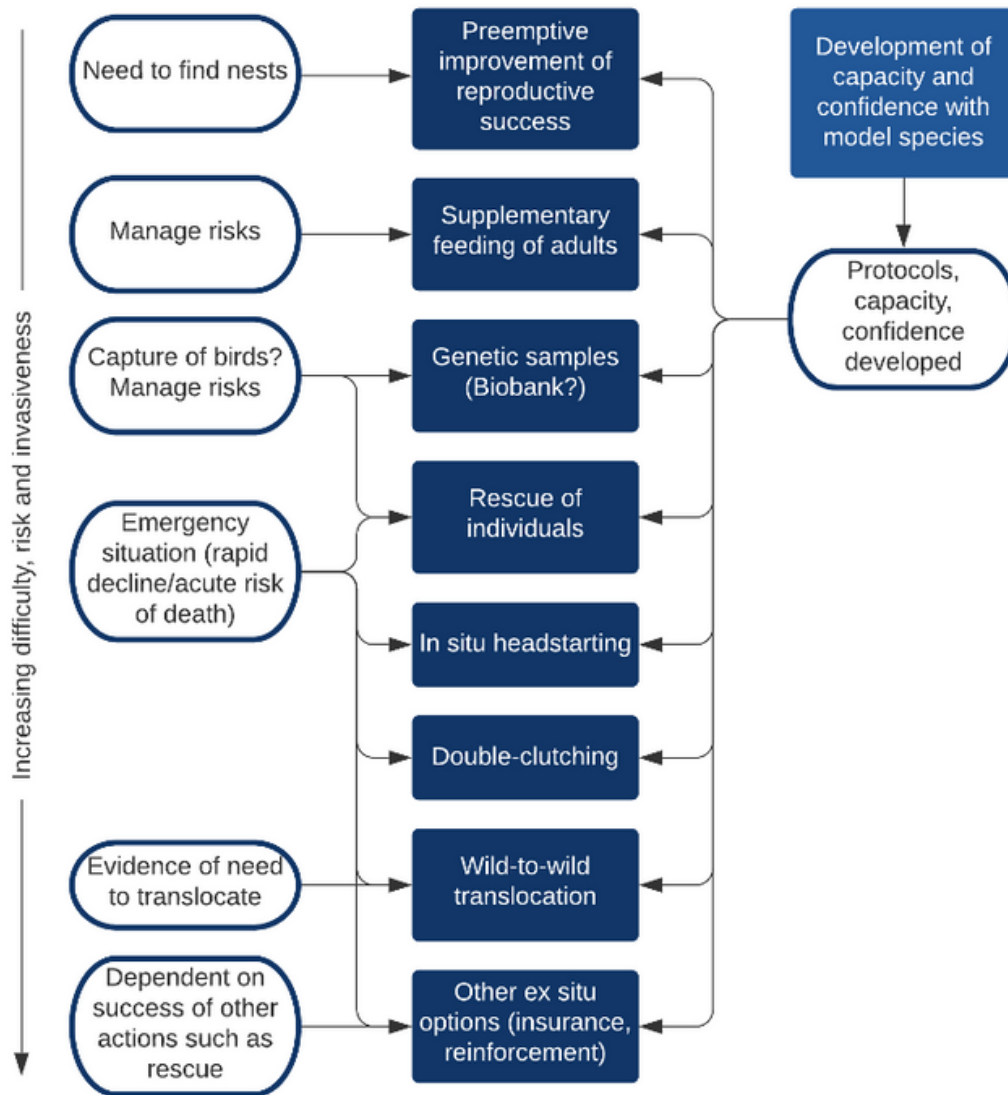 Increasing difficulty, risk and invasiveness
Need to find nests
Preemptive
improvement of
reproductive
success
Development of
capacity and
confidence with
model species
Manage risks
Supplementary
feeding of adults
Protocols,
capacity,
confidence
developed
Capture of birds?
Manage risks
Genetic samples
(Biobank?)
Rescue of
individuals
Emergency
situation (rapid
decline/acute risk
of death)
In situ headstarting
Double-clutching
Evidence of need
to translocate
Wild-to-wild
translocation
Dependent on
success of other
actions such as
rescue
Other ex situ
options (insurance,
reinforcement)